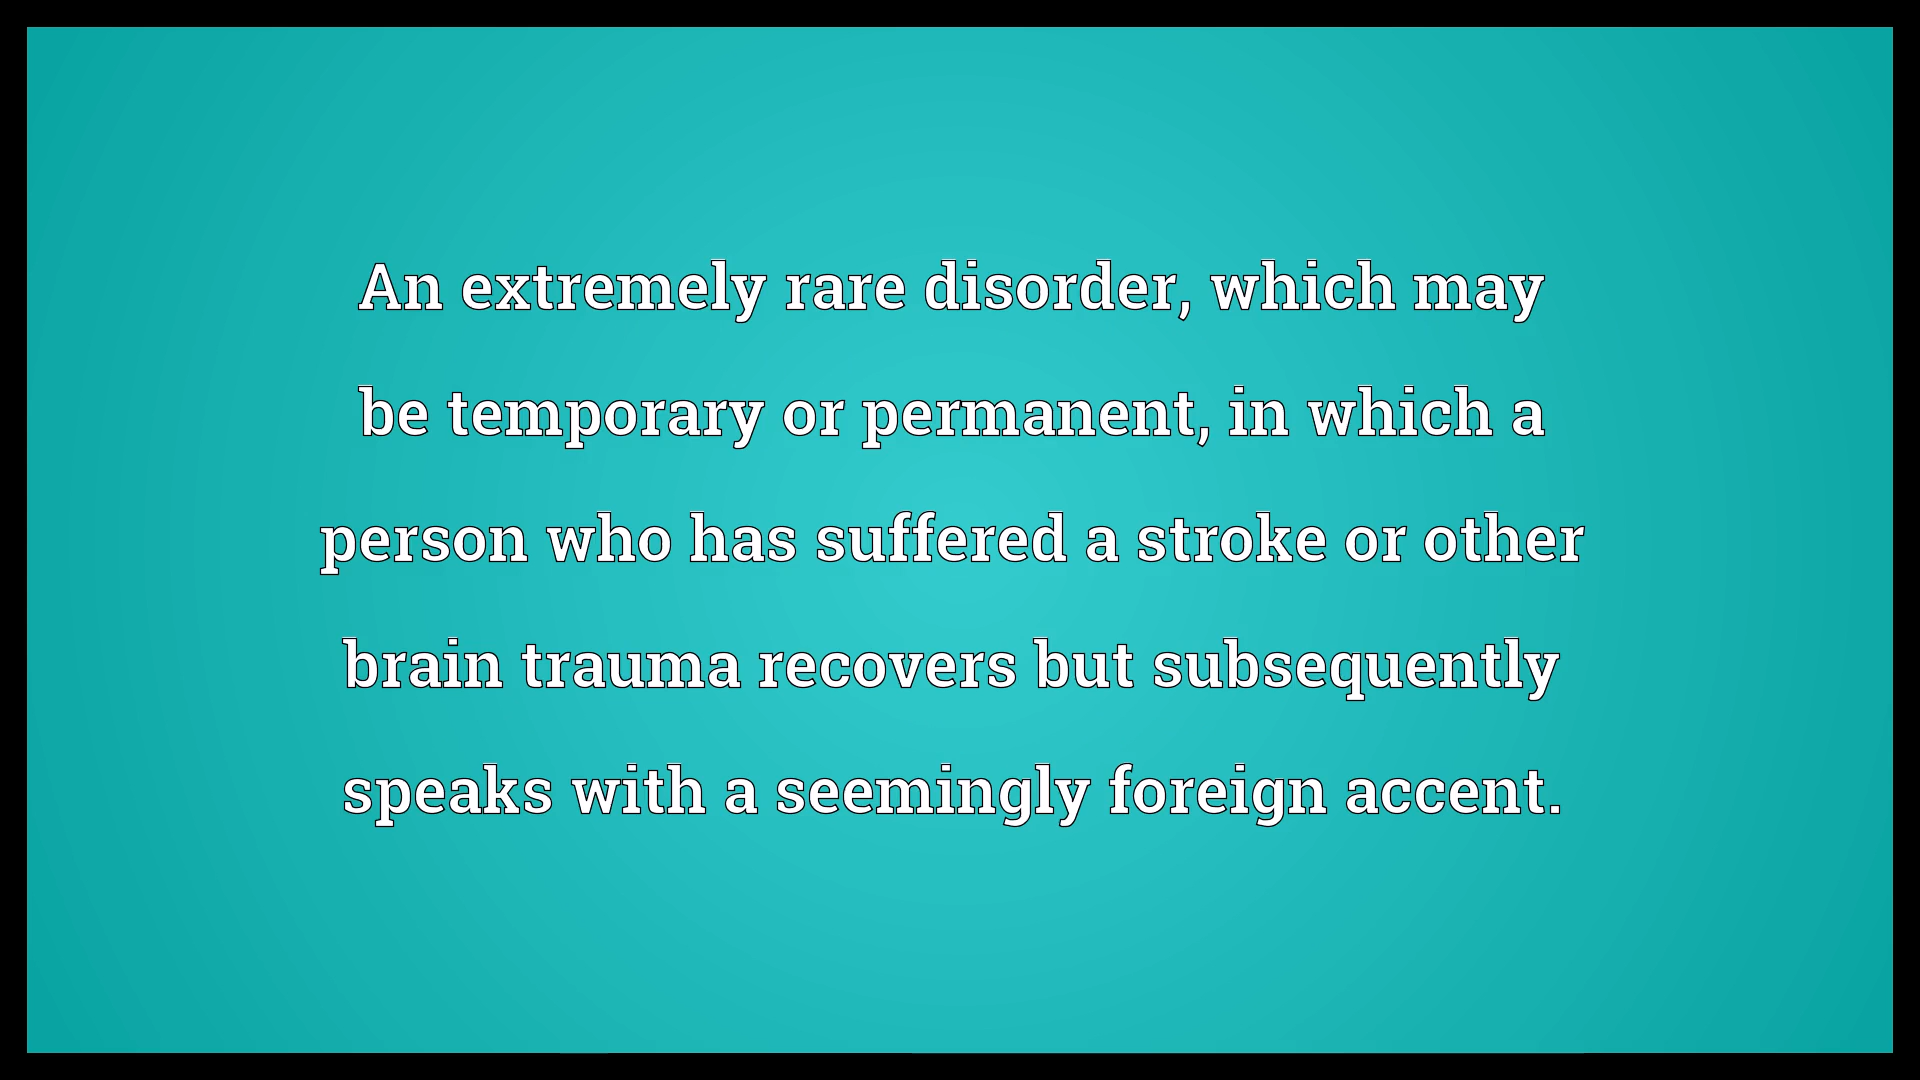 An extremely rare disorder, which may
be temporary or permanent, in which a
person who has suffered a stroke or other
brain trauma recovers but subsequently
speaks with a seemingly foreign accent.